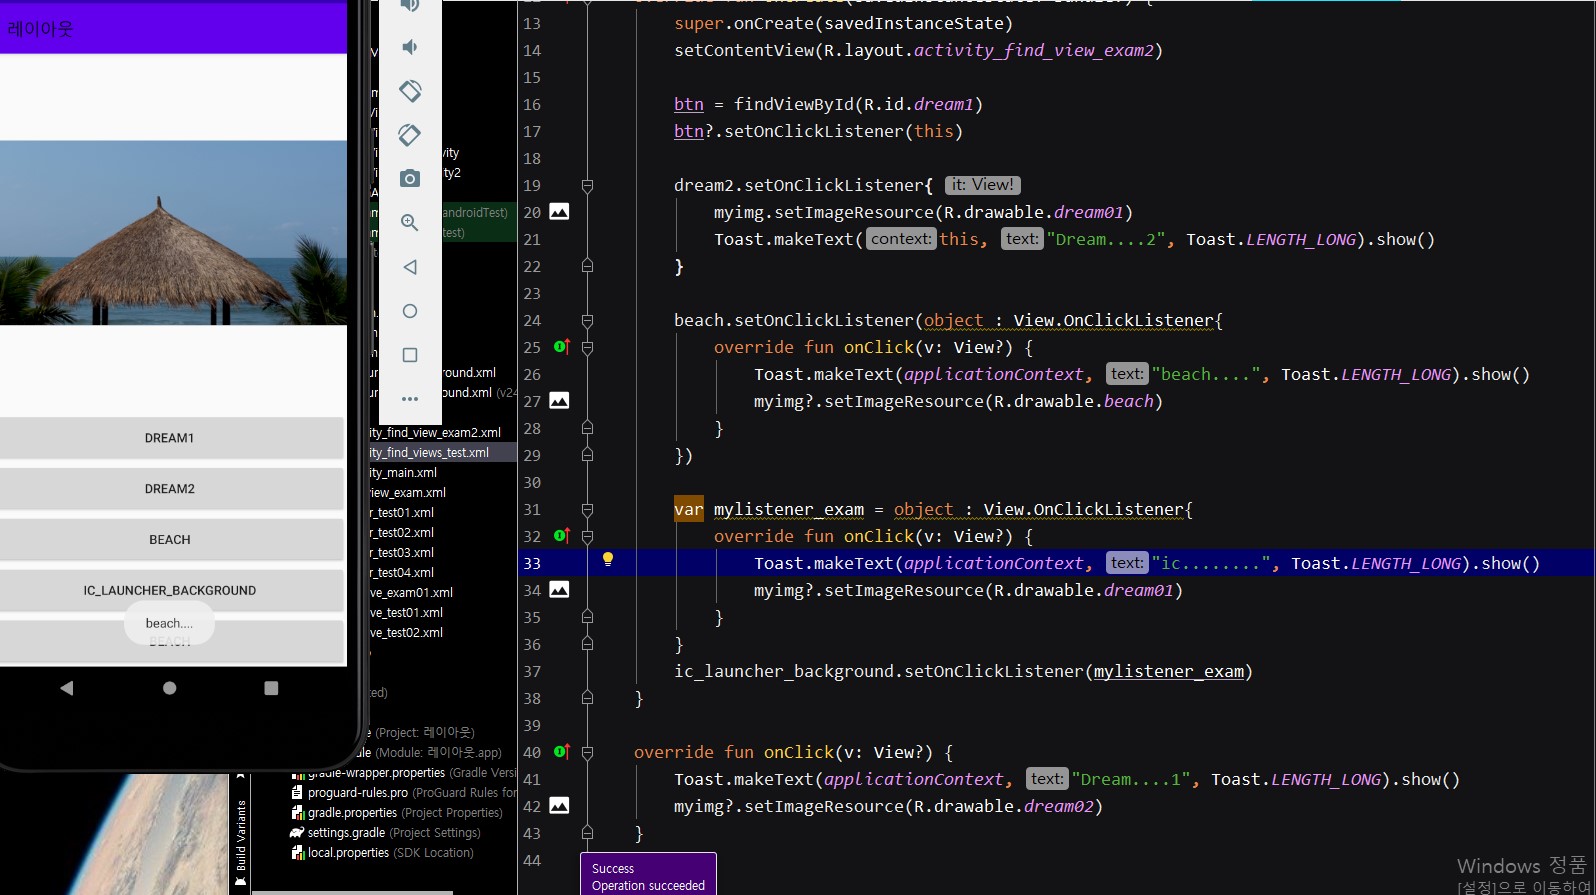 레이아웃
DREAM1
DREAM2
BEACH
IC_LAUNCHER_BACKGROUND
beach....
BEACH
ity
ty2
androidTest)
test)
round.xml
ound.xml (v24
ity_find_view_exam2.xml
ity_find_views_test.xml
ity_main.xml
iew_exam.xml
r_test01.xml
r_test02.xml
r_test03.xml
r_test04.xml
ve_exam01.xml
ve_test01.xml
ve_test02.xml
ted)
le (Project: 레이아웃)
le (Module: 레이아웃.app)
gradle-wrapper.properties (Gradle Versi
proguard-rules.pro (ProGuard Rules for
gradle.properties (Project Properties)
settings.gradle (Project Settings)
local.properties (SDK Location)
Build Variants
13 super.onCreate(savedInstanceState)
14 setContentView(R.layout.activity_find_view_exam2)
15
16 btn = findViewById(R.id.dream1)
17 btn?.setOnClickListener(this)
18
19 dream2.setOnClickListener{ it: View!
20 myimg.setImageResource(R.drawable.dream01)
21 Toast.makeText( context: this, text: "Dream....2", Toast.LENGTH_LONG).show()
22 }
23
24 beach.setOnClickListener(object : View.OnClickListener{
25 override fun onClick(v: View?) {
26 Toast.makeText(applicationContext, text: "beach....", Toast.LENGTH_LONG).show()
27 myimg?.setImageResource(R.drawable.beach)
28 }
29 })
30
31 var mylistener_exam = object : View.OnClickListener{
32 override fun onClick(v: View?) {
33 Toast.makeText(applicationContext, text: "ic........", Toast.LENGTH_LONG).show()
34 myimg?.setImageResource(R.drawable.dream01)
35 }
36 }
37 ic_launcher_background.setOnClickListener(mylistener_exam)
38 }
39
40 override fun onClick(v: View?) {
41 Toast.makeText(applicationContext, text: "Dream....1", Toast.LENGTH_LONG).show()
42 myimg?.setImageResource(R.drawable.dream02)
43 }
44
Success
Operation succeeded
Windows 정품
[설정]으로 이동하여